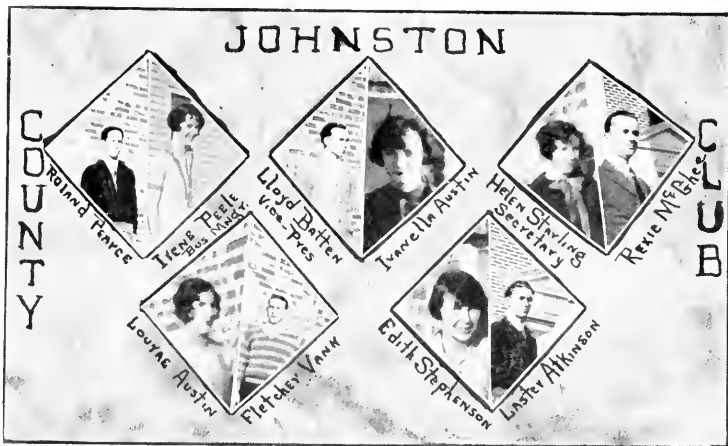 JOHNSTON
COUNTY
CLUB
Roland Pearce
Irene Peele
Bus. Mngr.
Lloyd Batten
Vice-Pres
Ivanella Austin
Helen Starling
Secretary
Rexie McGhee
Louvae Austin
Fletcher Vann
Edith Stephenson
Laster Atkinson